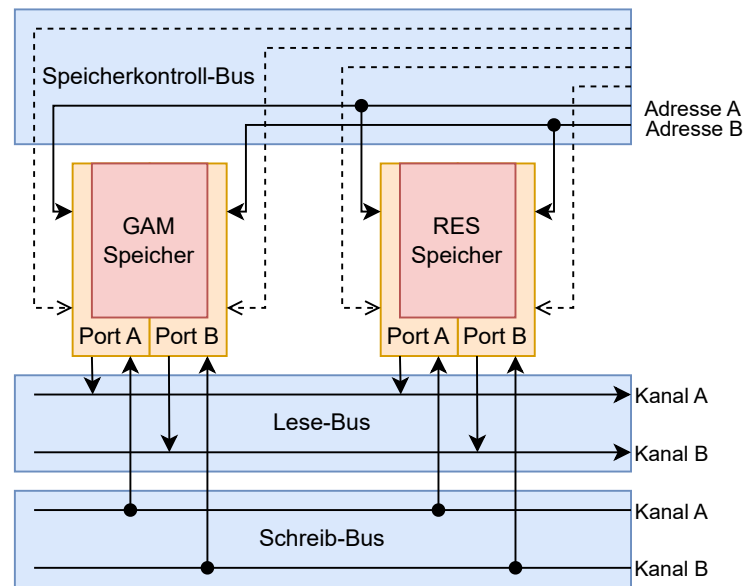 Speicherkontroll-Bus
Adresse A
Adresse B
GAM
Speicher
RES
Speicher
Port A
Port B
Port A
Port B
Kanal A
Lese-Bus
Kanal B
Kanal A
Schreib-Bus
Kanal B